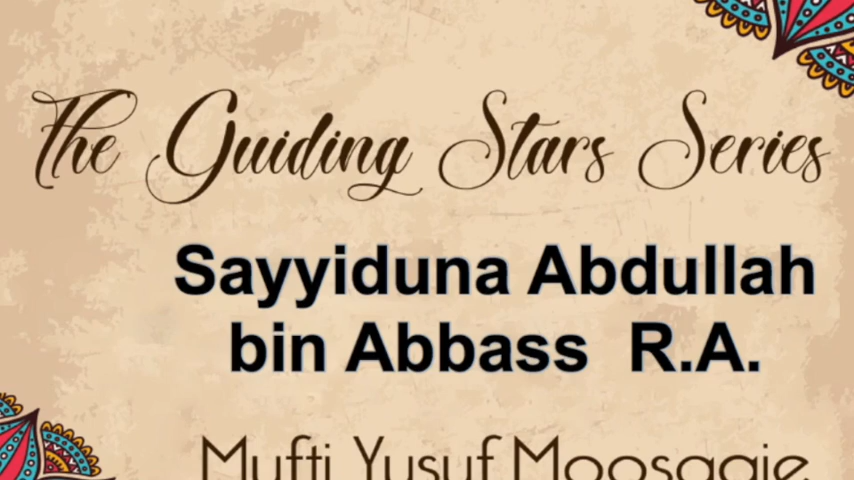 The Guiding Stars Series
Sayyiduna Abdullah
bin Abbass R.A.
Mufti Yusuf Moosagie